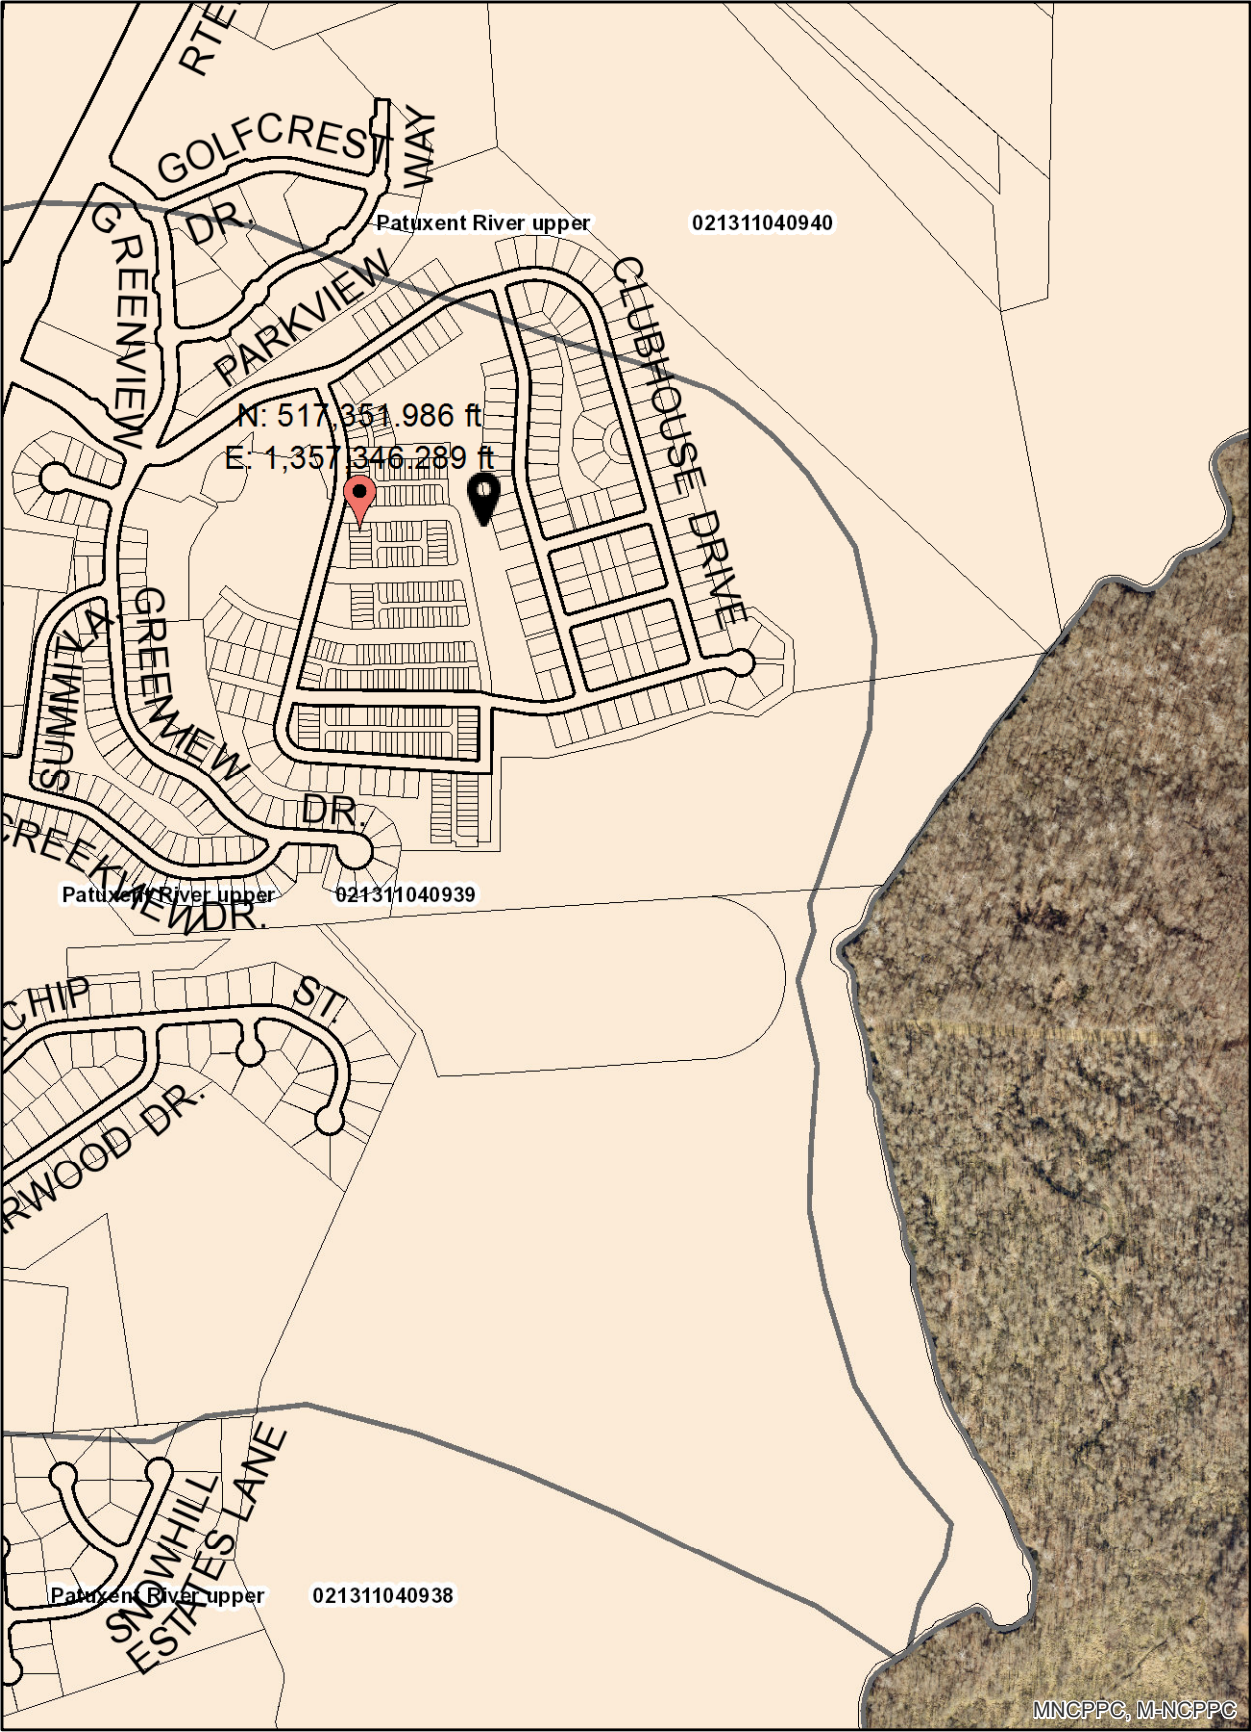 RTE.
GOLFCREST
DR.
WAY
GREENVIEW
Patuxent River upper 021311040940
PARKVIEW
CLUBHOUSE DRIVE
N: 517,351.986 ft
E: 1,357,346.289 ft
SUMMIT
GREENVIEW
DR.
CREEKVIEW DR.
Patuxent River upper 021311040939
CHIP ST.
RWOOD DR.
SNOWHILL
ESTATES LANE
Patuxent River upper 021311040938
MNCPPC, M-NCPPC